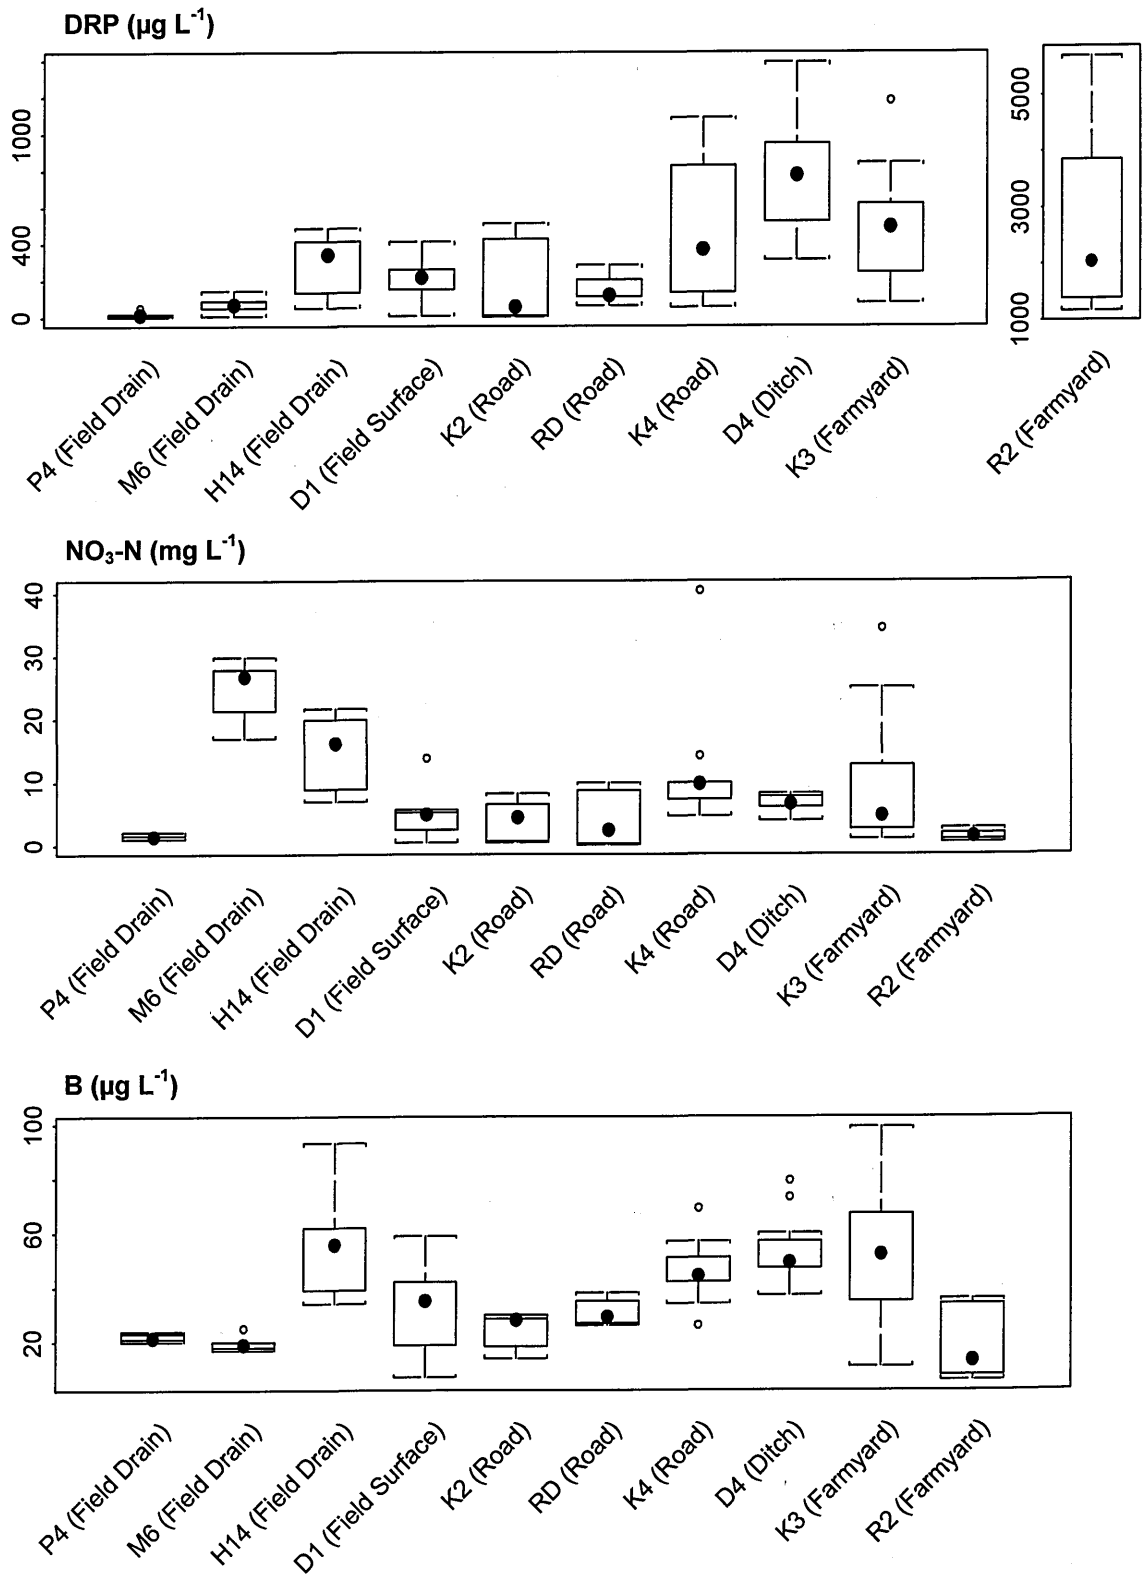 DRP (µg L⁻¹)
1000
400
0
5000
3000
1000
P4 (Field Drain)
M6 (Field Drain)
H14 (Field Drain)
D1 (Field Surface)
K2 (Road)
RD (Road)
K4 (Road)
D4 (Ditch)
K3 (Farmyard)
R2 (Farmyard)
NO₃-N (mg L⁻¹)
40
30
20
10
0
P4 (Field Drain)
M6 (Field Drain)
H14 (Field Drain)
D1 (Field Surface)
K2 (Road)
RD (Road)
K4 (Road)
D4 (Ditch)
K3 (Farmyard)
R2 (Farmyard)
B (µg L⁻¹)
100
60
20
P4 (Field Drain)
M6 (Field Drain)
H14 (Field Drain)
D1 (Field Surface)
K2 (Road)
RD (Road)
K4 (Road)
D4 (Ditch)
K3 (Farmyard)
R2 (Farmyard)